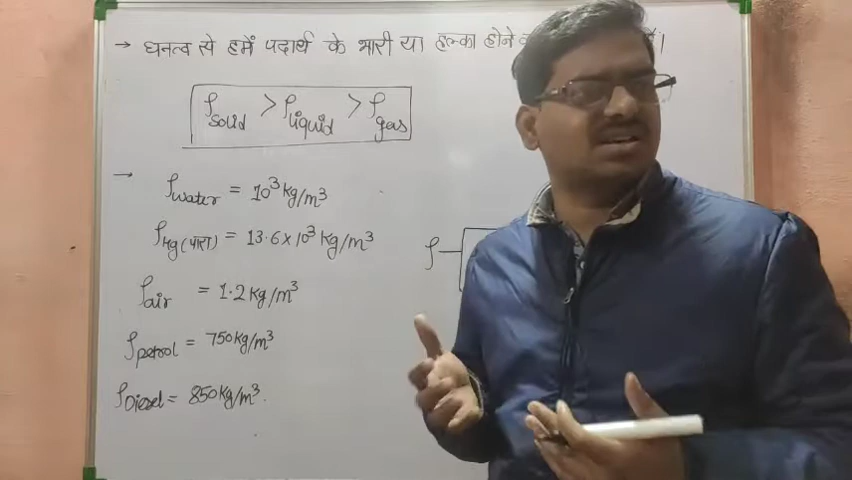 → घनत्व से हमें पदार्थ के भारी या हल्का होने
ρsolid > ρliquid > ρgas
→ ρwater = 10³ Kg/m³
ρHg(पारा) = 13.6 x 10³ Kg/m³
ρ
ρair = 1.2 Kg/m³
ρpetrol = 750 Kg/m³
ρDiesel = 850 Kg/m³.